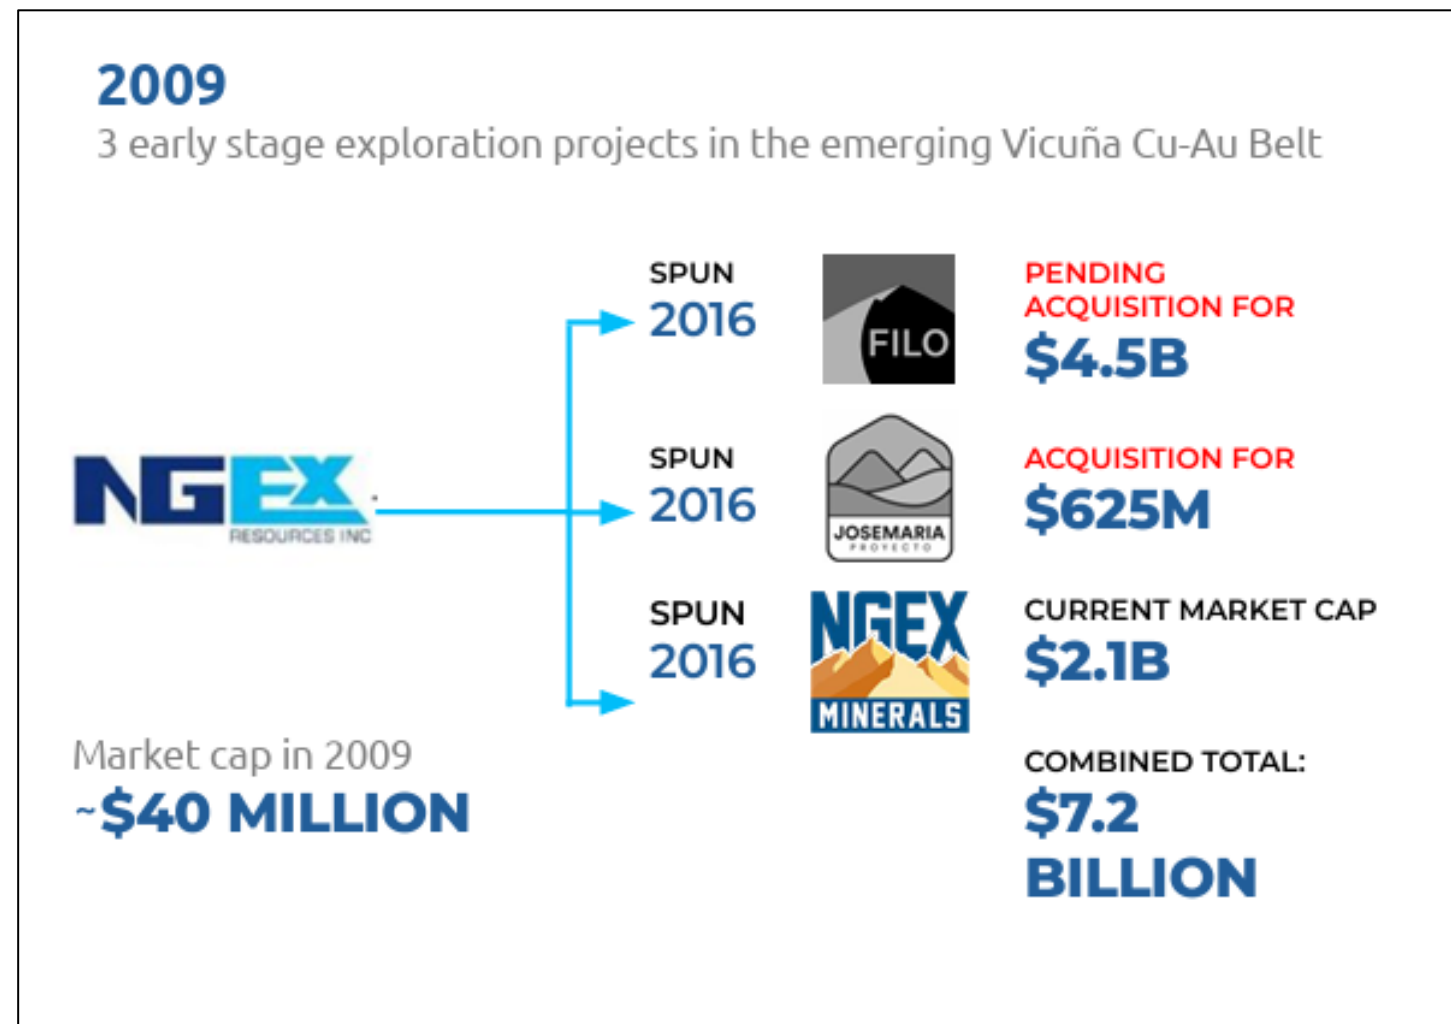 2009
3 early stage exploration projects in the emerging Vicuña Cu-Au Belt
SPUN
2016
FILO
PENDING
ACQUISITION FOR
$4.5B
SPUN
2016
JOSEMARIA
PROYECTO
ACQUISITION FOR
$625M
NGEX
RESOURCES INC
SPUN
2016
NGEX
MINERALS
CURRENT MARKET CAP
$2.1B
Market cap in 2009
~$40 MILLION
COMBINED TOTAL:
$7.2
BILLION